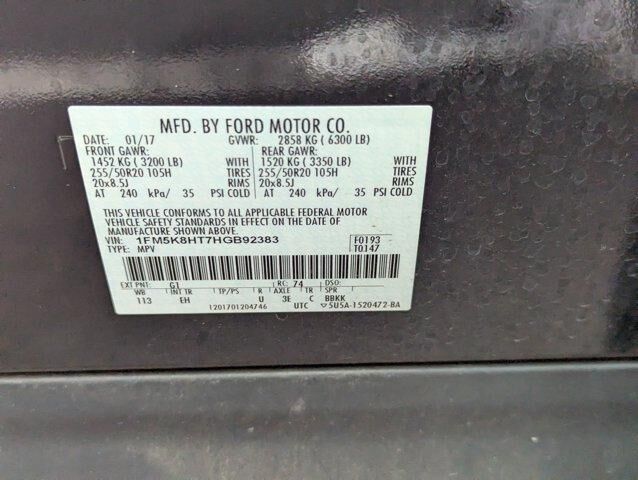 MFD. BY FORD MOTOR CO.
DATE: 01/17 GVWR: 2858 KG ( 6300 LB)
FRONT GAWR: REAR GAWR:
1452 KG ( 3200 LB) WITH 1520 KG ( 3350 LB) WITH
255/50R20 105H TIRES 255/50R20 105H TIRES
20x8.5J RIMS 20x8.5J RIMS
AT 240 kPa/ 35 PSI COLD AT 240 kPa/ 35 PSI COLD
THIS VEHICLE CONFORMS TO ALL APPLICABLE FEDERAL MOTOR
VEHICLE SAFETY STANDARDS IN EFFECT ON THE DATE OF
MANUFACTURE SHOWN ABOVE.
VIN: 1FM5K8HT7HGB92383 F0193
TYPE: MPV T0147
EXT PNT: G1 RC: 74 DSO:
WB INT TR TP/PS R AXLE TR SPR
113 EH U 3E C BBKK
1201701204746 UTC ▽5U5A-1520472-BA